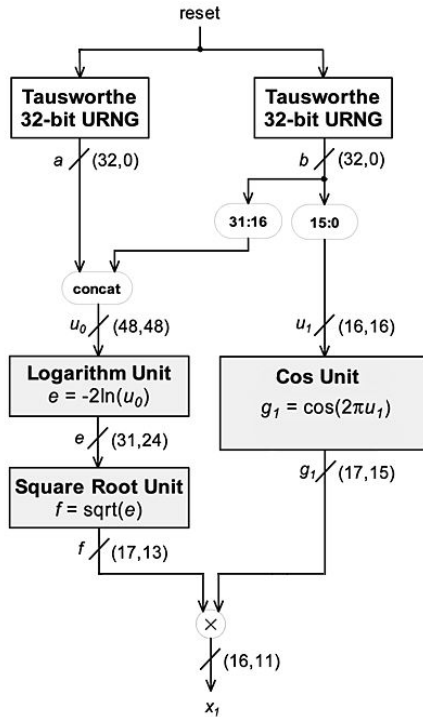 reset
Tausworthe
32-bit URNG
Tausworthe
32-bit URNG
a (32,0)
b (32,0)
31:16
15:0
concat
u₀ (48,48)
u₁ (16,16)
Logarithm Unit
e = -2ln(u₀)
Cos Unit
g₁ = cos(2πu₁)
e (31,24)
g₁ (17,15)
Square Root Unit
f = sqrt(e)
f (17,13)
×
(16,11)
x₁